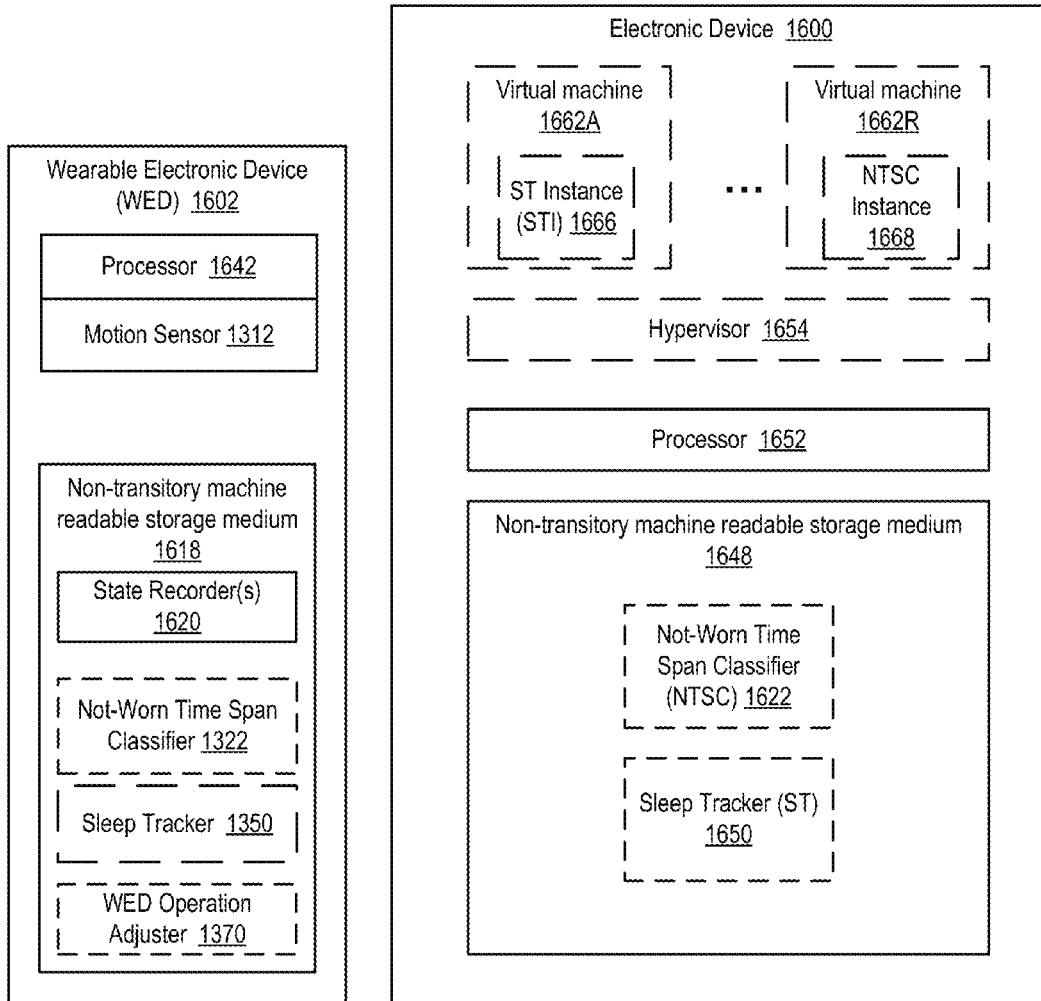 Wearable Electronic Device
(WED) 1602
Processor 1642
Motion Sensor 1312
Non-transitory machine
readable storage medium
1618
State Recorder(s)
1620
Not-Worn Time Span
Classifier 1322
Sleep Tracker 1350
WED Operation
Adjuster 1370
Electronic Device 1600
Virtual machine
1662A
ST Instance
(STI) 1666
...
Virtual machine
1662R
NTSC
Instance
1668
Hypervisor 1654
Processor 1652
Non-transitory machine readable storage medium
1648
Not-Worn Time
Span Classifier
(NTSC) 1622
Sleep Tracker (ST)
1650